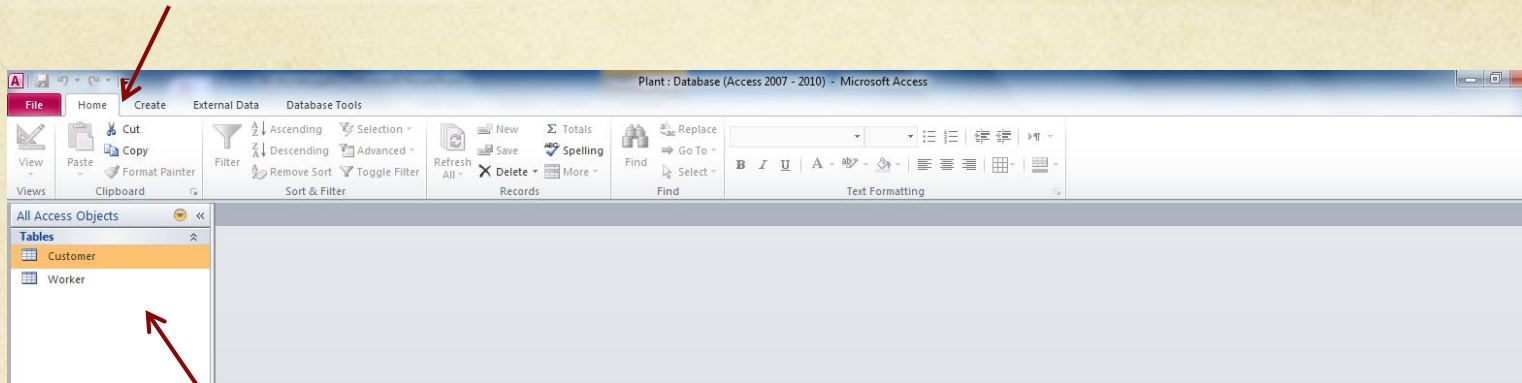 A
Plant : Database (Access 2007 - 2010) - Microsoft Access
File Home Create External Data Database Tools
View
Views
Paste
Cut
Copy
Format Painter
Clipboard
Filter
Ascending
Descending
Remove Sort
Selection
Advanced
Toggle Filter
Sort & Filter
Refresh
All
New
Save
Delete
Totals
Spelling
More
Records
Find
Replace
Go To
Select
Find
B I U A
Text Formatting
All Access Objects
Tables
Customer
Worker